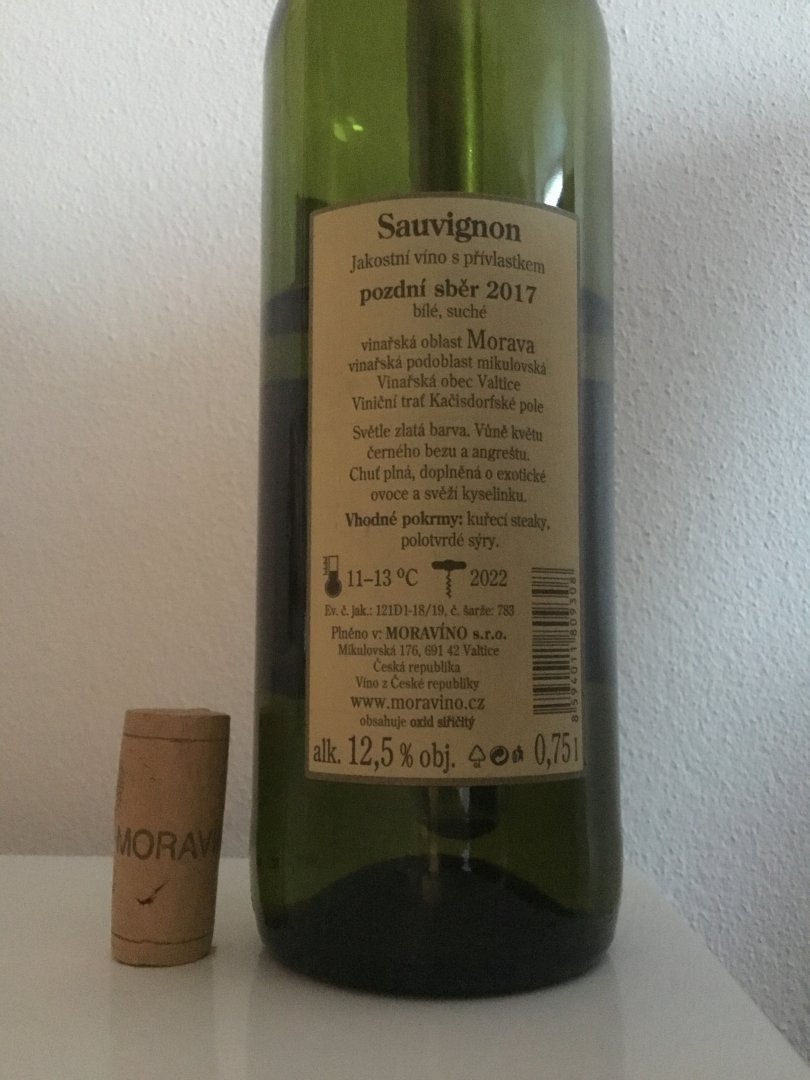 Sauvignon
Jakostní víno s přívlastkem
pozdní sběr 2017
bílé, suché
vinařská oblast Morava
vinařská podoblast mikulovská
Vinařská obec Valtice
Viniční trať Kačisdorfské pole
Světle zlatá barva. Vůně květu
černého bezu a angreštu.
Chuť plná, doplněná o exotické
ovoce a svěží kyselinku.
Vhodné pokrmy: kuřecí steaky,
polotvrdé sýry.
11–13 ºC 2022
Ev. č. jak.: 121D1-18/19, č. šarže: 783
Plněno v: MORAVÍNO s.r.o.
Mikulovská 176, 691 42 Valtice
Česká republika
Víno z České republiky
www.moravino.cz
obsahuje oxid siřičitý
alk. 12,5 % obj. 0,75 l
8594011809308
MORAVÍ